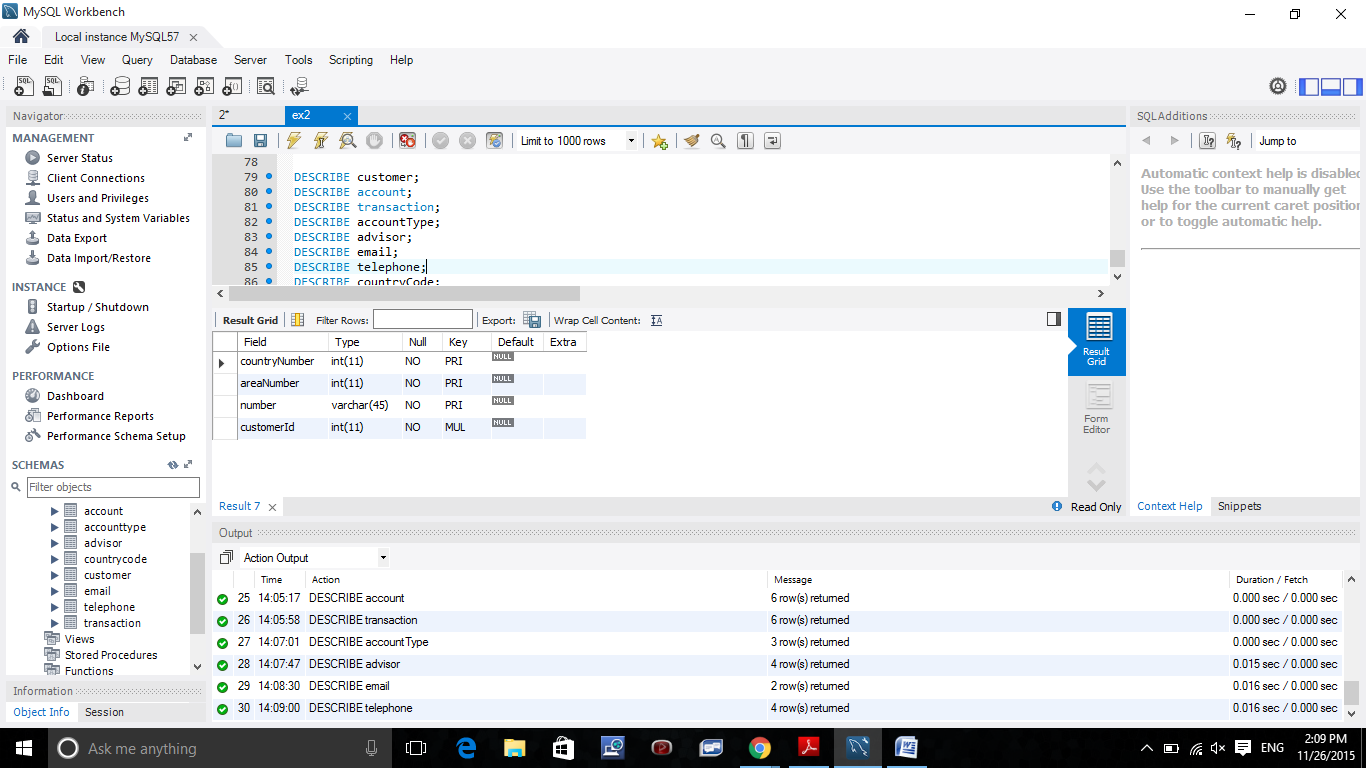 MySQL Workbench
Local instance MySQL57
File Edit View Query Database Server Tools Scripting Help
Navigator
MANAGEMENT
Server Status
Client Connections
Users and Privileges
Status and System Variables
Data Export
Data Import/Restore
INSTANCE
Startup / Shutdown
Server Logs
Options File
PERFORMANCE
Dashboard
Performance Reports
Performance Schema Setup
SCHEMAS
Filter objects
account
accounttype
advisor
countrycode
customer
email
telephone
transaction
Views
Stored Procedures
Functions
Information
Object Info Session
2* ex2
Limit to 1000 rows
78
79 DESCRIBE customer;
80 DESCRIBE account;
81 DESCRIBE transaction;
82 DESCRIBE accountType;
83 DESCRIBE advisor;
84 DESCRIBE email;
85 DESCRIBE telephone;
86 DESCRIBE countryCode;
Result Grid Filter Rows: Export: Wrap Cell Content:
Field Type Null Key Default Extra
countryNumber int(11) NO PRI NULL
areaNumber int(11) NO PRI NULL
number varchar(45) NO PRI NULL
customerId int(11) NO MUL NULL
Result
Grid
Form
Editor
Result 7
Read Only
SQLAdditions
Jump to
Automatic context help is disabled
Use the toolbar to manually get
help for the current caret position
or to toggle automatic help.
Context Help Snippets
Output
Action Output
Time Action Message Duration / Fetch
25 14:05:17 DESCRIBE account 6 row(s) returned 0.000 sec / 0.000 sec
26 14:05:58 DESCRIBE transaction 6 row(s) returned 0.000 sec / 0.000 sec
27 14:07:01 DESCRIBE accountType 3 row(s) returned 0.000 sec / 0.000 sec
28 14:07:47 DESCRIBE advisor 4 row(s) returned 0.015 sec / 0.000 sec
29 14:08:30 DESCRIBE email 2 row(s) returned 0.016 sec / 0.000 sec
30 14:09:00 DESCRIBE telephone 4 row(s) returned 0.016 sec / 0.000 sec
Ask me anything
ENG
2:09 PM
11/26/2015